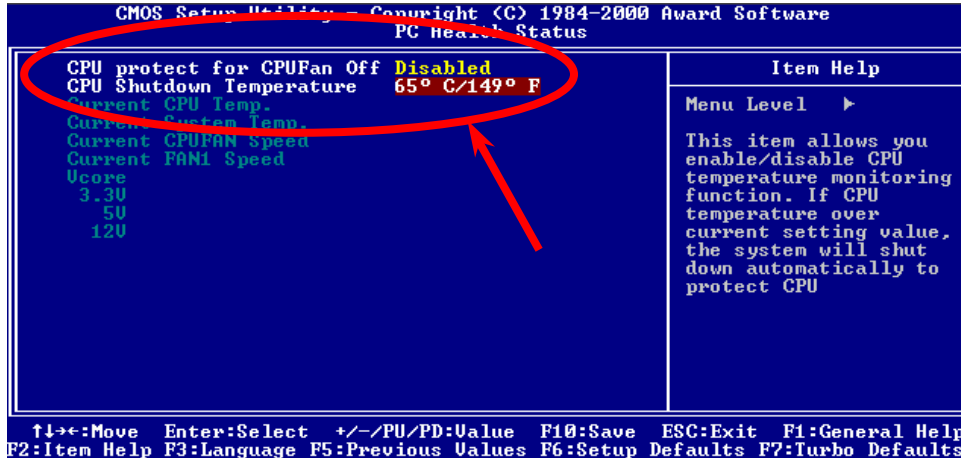 CMOS Setup Utility - Copyright (C) 1984-2000 Award Software
PC Health Status
CPU protect for CPUFan Off Disabled
CPU Shutdown Temperature 65° C/149° F
Current CPU Temp.
Current System Temp.
Current CPUFAN Speed
Current FAN1 Speed
Vcore
3.3V
5V
12V
Item Help
Menu Level ►
This item allows you
enable/disable CPU
temperature monitoring
function. If CPU
temperature over
current setting value,
the system will shut
down automatically to
protect CPU
↑↓→←:Move Enter:Select +/-/PU/PD:Value F10:Save ESC:Exit F1:General Help
F2:Item Help F3:Language F5:Previous Values F6:Setup Defaults F7:Turbo Defaults